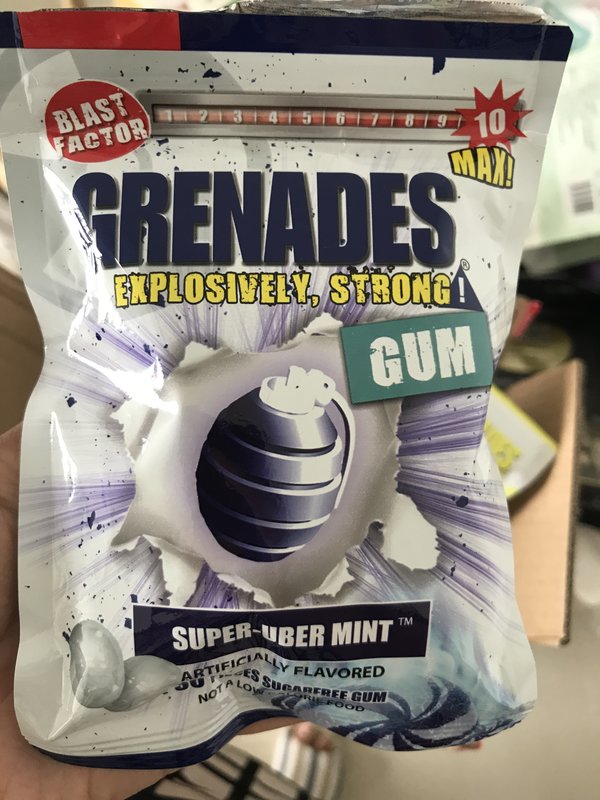 BLAST
FACTOR
1 2 3 4 5 6 7 8 9 10
MAX!
GRENADES
EXPLOSIVELY, STRONG!®
GUM
SUPER-UBER MINT™
ARTIFICIALLY FLAVORED
SUGARFREE GUM
NOT A FOOD